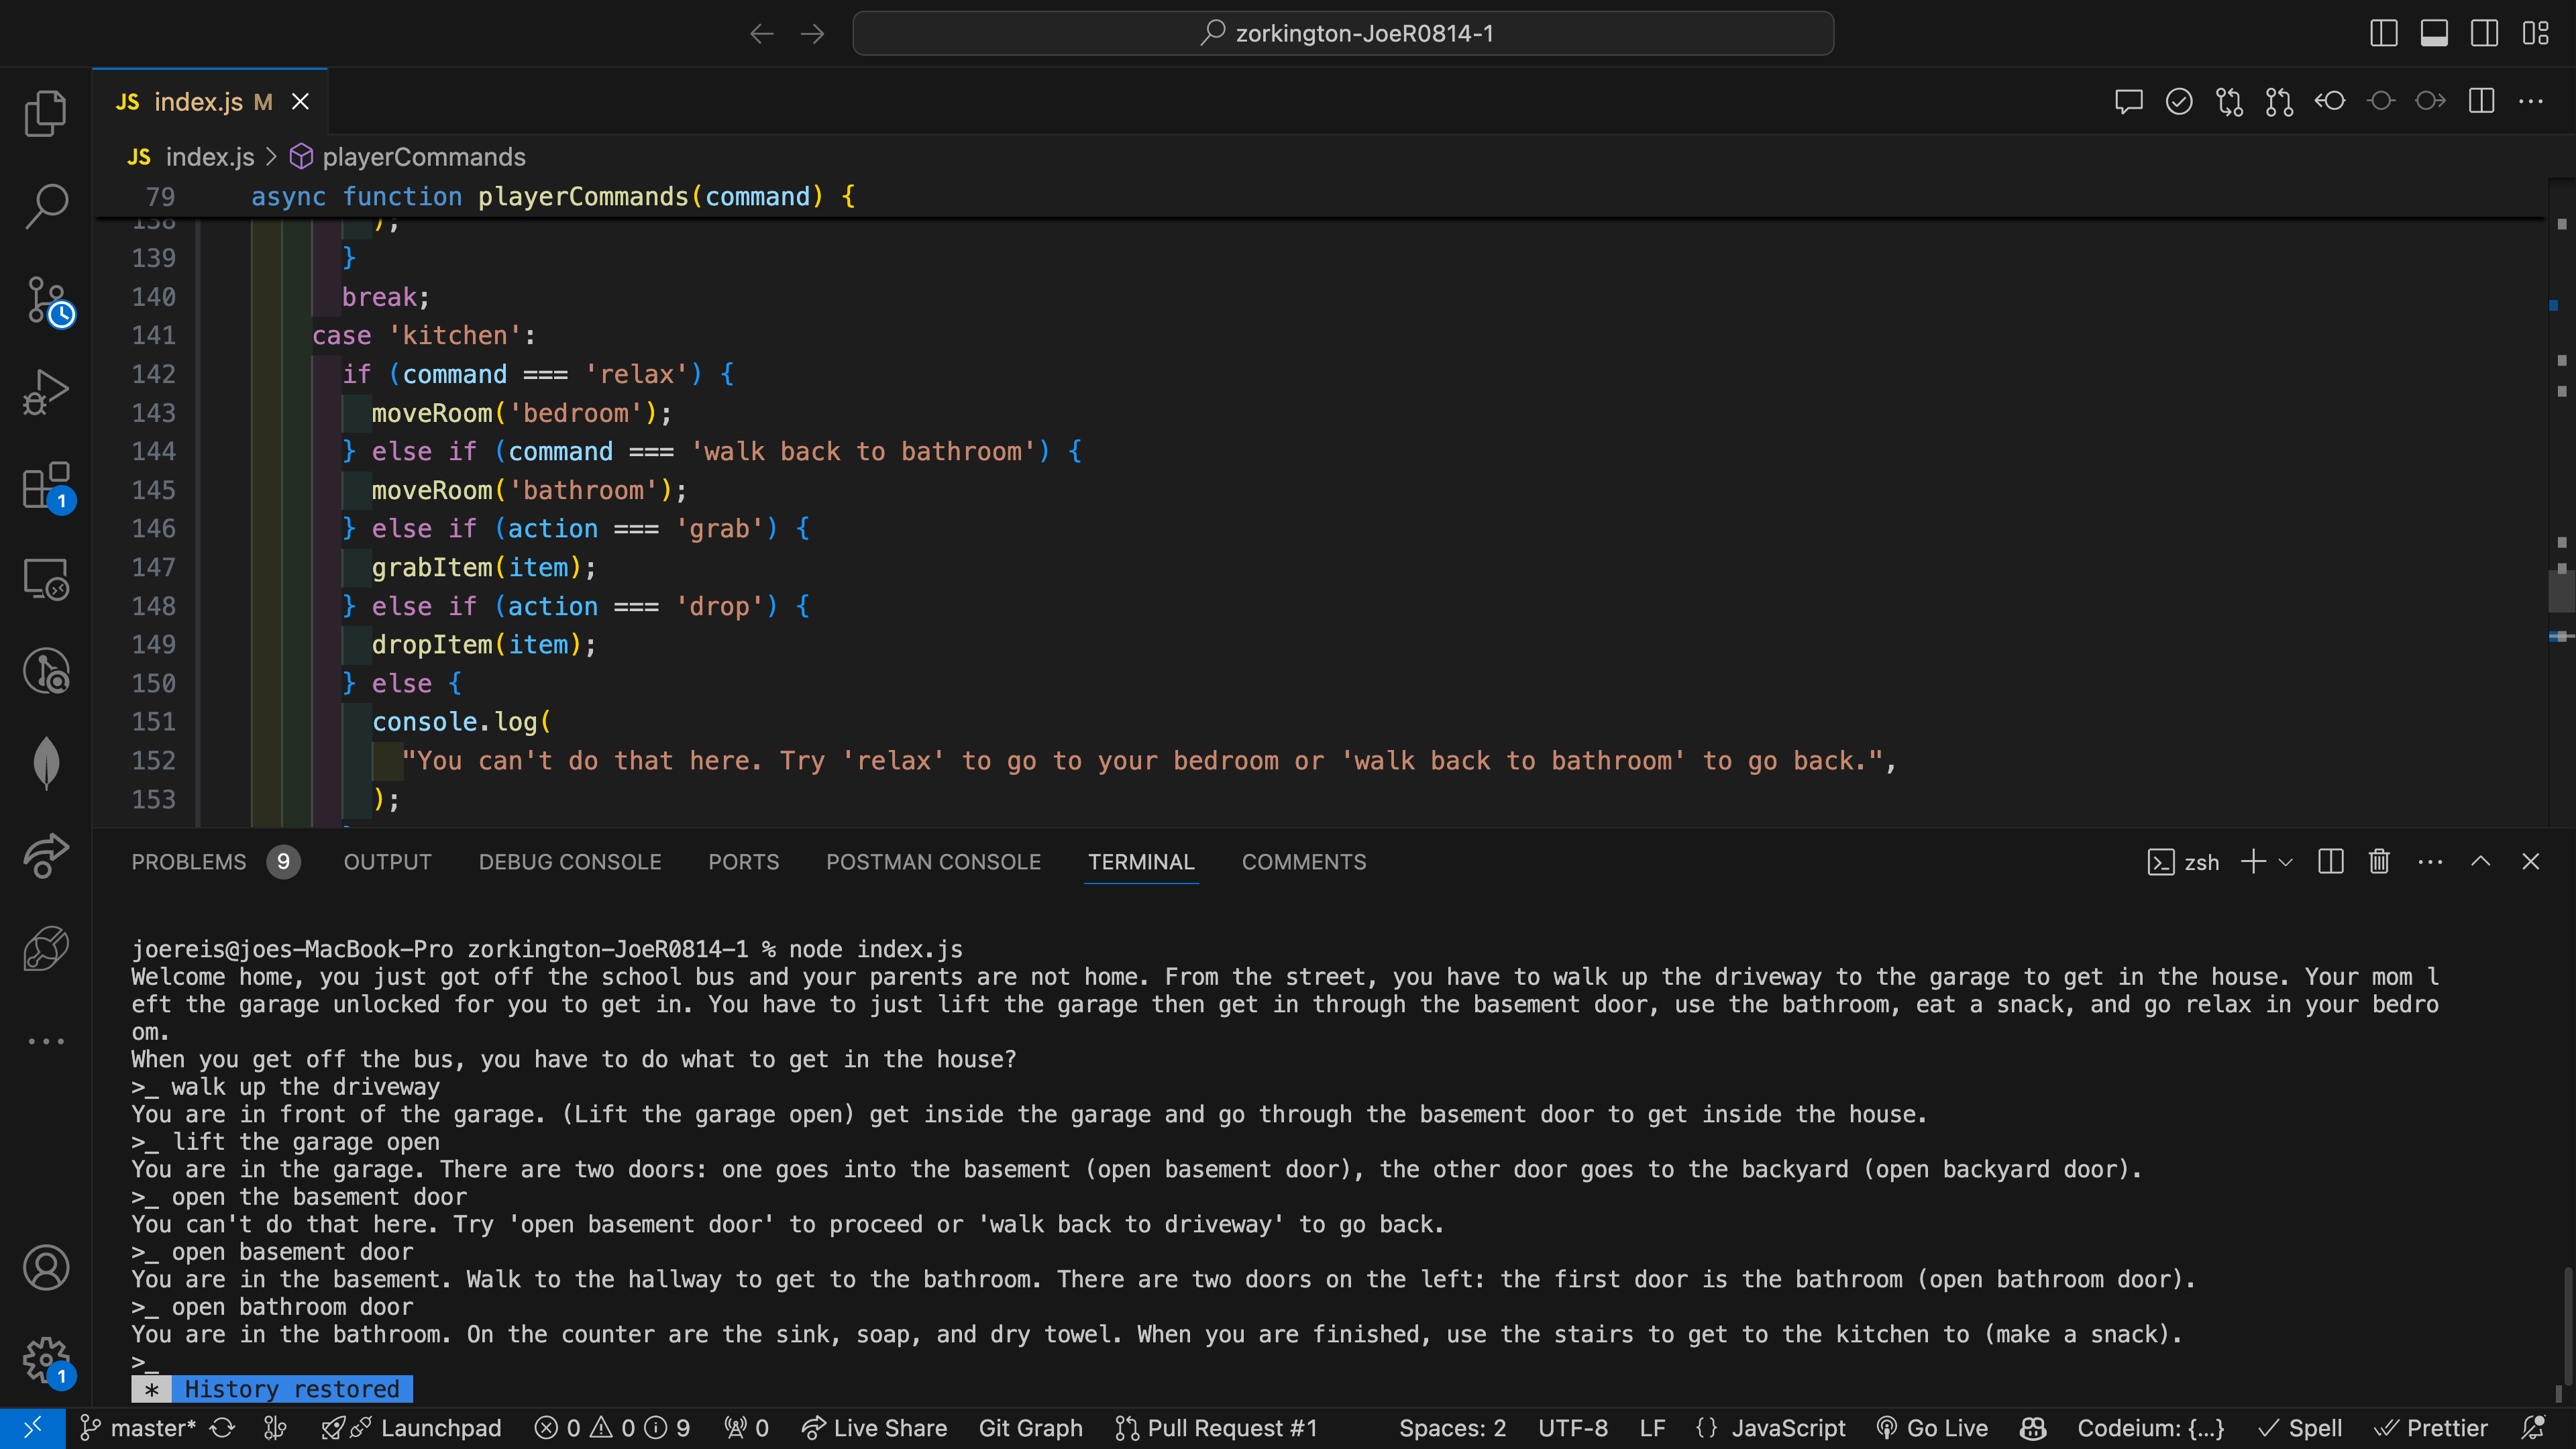 zorkington-JoeR0814-1
JS index.js M
JS index.js > playerCommands
79 async function playerCommands(command) {
138 );
139 }
140 break;
141 case 'kitchen':
142 if (command === 'relax') {
143 moveRoom('bedroom');
144 } else if (command === 'walk back to bathroom') {
145 moveRoom('bathroom');
146 } else if (action === 'grab') {
147 grabItem(item);
148 } else if (action === 'drop') {
149 dropItem(item);
150 } else {
151 console.log(
152 "You can't do that here. Try 'relax' to go to your bedroom or 'walk back to bathroom' to go back.",
153 );
1
PROBLEMS 9 OUTPUT DEBUG CONSOLE PORTS POSTMAN CONSOLE TERMINAL COMMENTS zsh
joereis@joes-MacBook-Pro zorkington-JoeR0814-1 % node index.js
Welcome home, you just got off the school bus and your parents are not home. From the street, you have to walk up the driveway to the garage to get in the house. Your mom l
eft the garage unlocked for you to get in. You have to just lift the garage then get in through the basement door, use the bathroom, eat a snack, and go relax in your bedro
om.
When you get off the bus, you have to do what to get in the house?
>_ walk up the driveway
You are in front of the garage. (Lift the garage open) get inside the garage and go through the basement door to get inside the house.
>_ lift the garage open
You are in the garage. There are two doors: one goes into the basement (open basement door), the other door goes to the backyard (open backyard door).
>_ open the basement door
You can't do that here. Try 'open basement door' to proceed or 'walk back to driveway' to go back.
>_ open basement door
You are in the basement. Walk to the hallway to get to the bathroom. There are two doors on the left: the first door is the bathroom (open bathroom door).
>_ open bathroom door
You are in the bathroom. On the counter are the sink, soap, and dry towel. When you are finished, use the stairs to get to the kitchen to (make a snack).
>_
* History restored
1
master* Launchpad 0 0 9 0 Live Share Git Graph Pull Request #1 Spaces: 2 UTF-8 LF {} JavaScript Go Live Codeium: {...} Spell Prettier